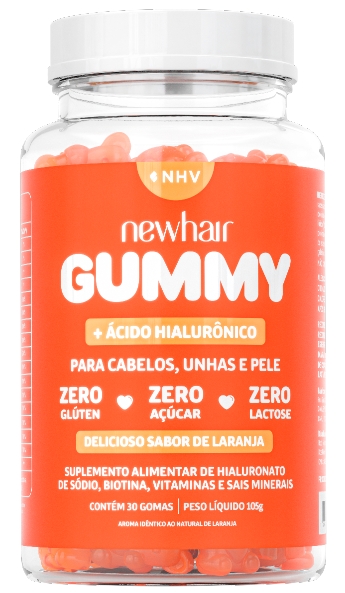 NHV
newhair
GUMMY
+ ÁCIDO HIALURÔNICO
PARA CABELOS, UNHAS E PELE
ZERO GLÚTEN ZERO AÇÚCAR ZERO LACTOSE
DELICIOSO SABOR DE LARANJA
SUPLEMENTO ALIMENTAR DE HIALURONATO
DE SÓDIO, BIOTINA, VITAMINAS E SAIS MINERAIS
CONTÉM 30 GOMAS | PESO LÍQUIDO 105g
AROMA IDÊNTICO AO NATURAL DE LARANJA